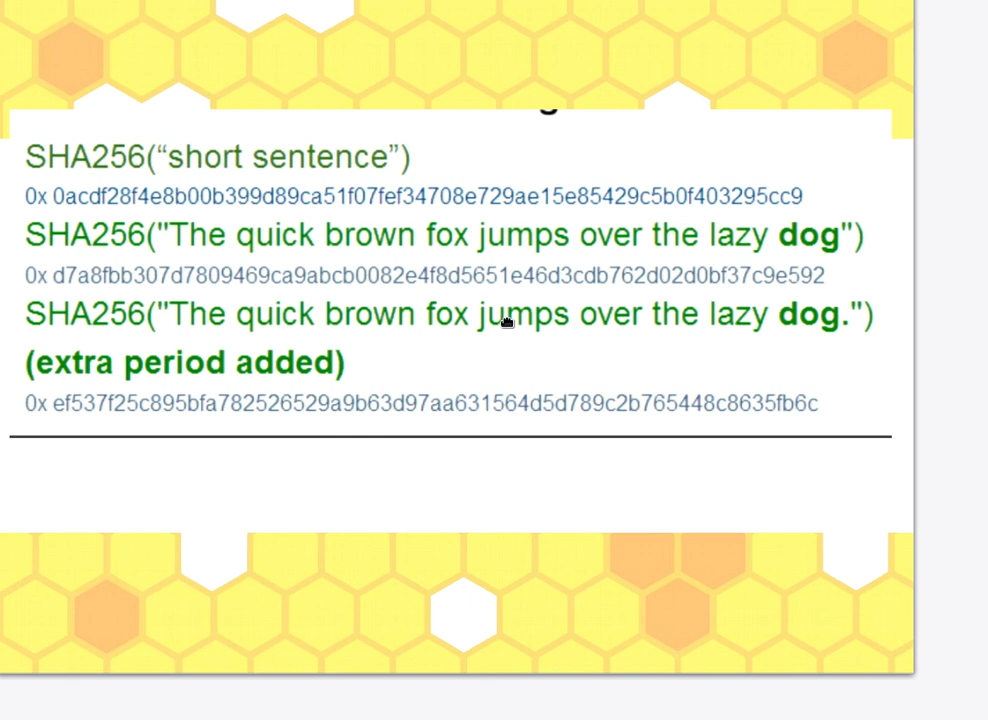 SHA256(“short sentence”)
0x 0acdf28f4e8b00b399d89ca51f07fef34708e729ae15e85429c5b0f403295cc9
SHA256("The quick brown fox jumps over the lazy dog")
0x d7a8fbb307d7809469ca9abcb0082e4f8d5651e46d3cdb762d02d0bf37c9e592
SHA256("The quick brown fox jumps over the lazy dog.")
(extra period added)
0x ef537f25c895bfa782526529a9b63d97aa631564d5d789c2b765448c8635fb6c